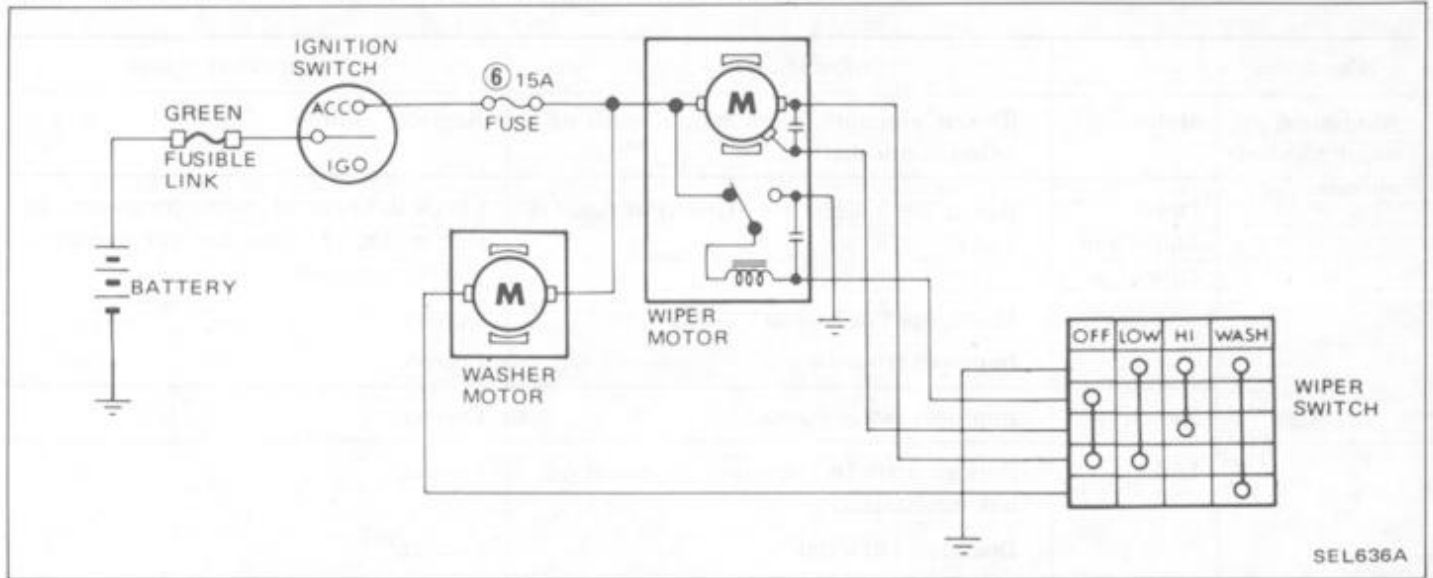 IGNITION
SWITCH
ACC
IG
⑥ 15A
FUSE
GREEN
FUSIBLE
LINK
M
WIPER
MOTOR
BATTERY
M
WASHER
MOTOR
OFF LOW HI WASH
WIPER
SWITCH
SEL636A